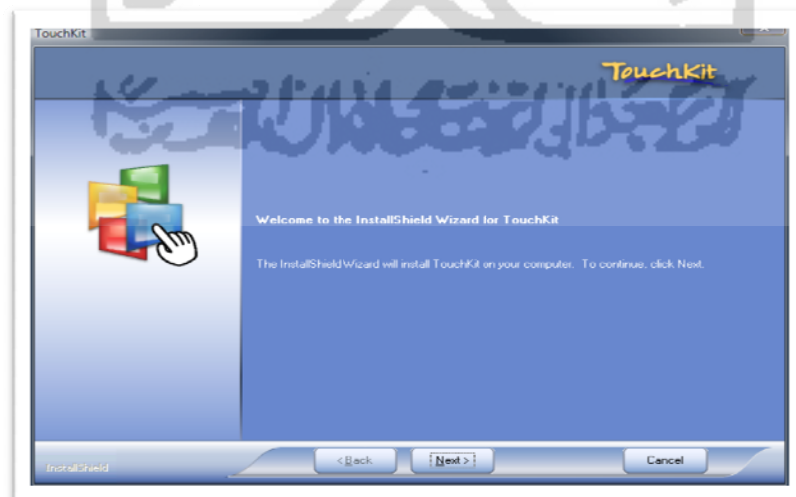 TouchKit
TouchKit
Welcome to the InstallShield Wizard for TouchKit
The InstallShield Wizard will install TouchKit on your computer. To continue, click Next.
InstallShield
< Back
Next >
Cancel